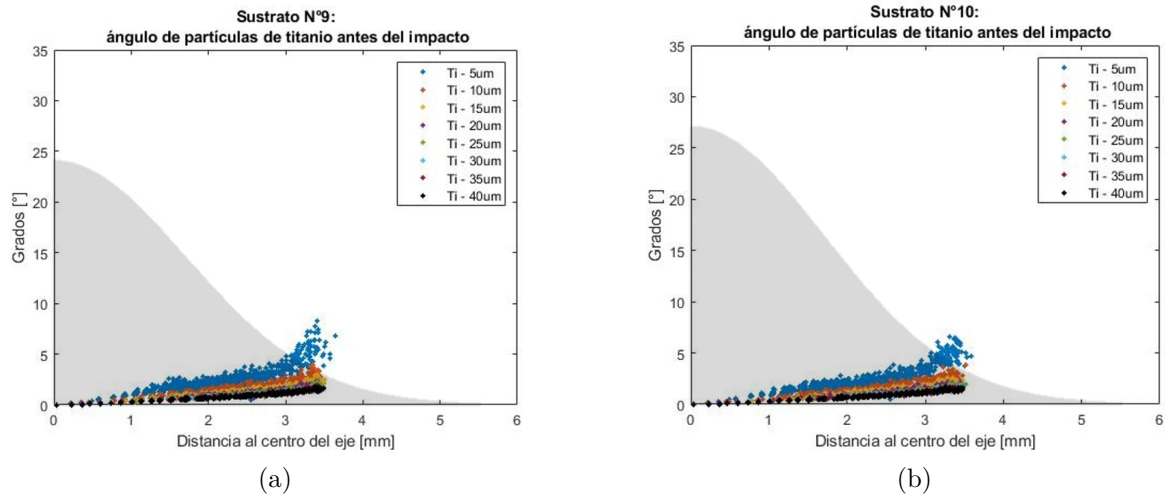 Sustrato N°9:
ángulo de partículas de titanio antes del impacto
35
30
25
20
15
10
5
0
Grados [°]
0 1 2 3 4 5 6
Distancia al centro del eje [mm]
Ti - 5um
Ti - 10um
Ti - 15um
Ti - 20um
Ti - 25um
Ti - 30um
Ti - 35um
Ti - 40um
(a)
Sustrato N°10:
ángulo de partículas de titanio antes del impacto
35
30
25
20
15
10
5
0
Grados [°]
0 1 2 3 4 5 6
Distancia al centro del eje [mm]
Ti - 5um
Ti - 10um
Ti - 15um
Ti - 20um
Ti - 25um
Ti - 30um
Ti - 35um
Ti - 40um
(b)